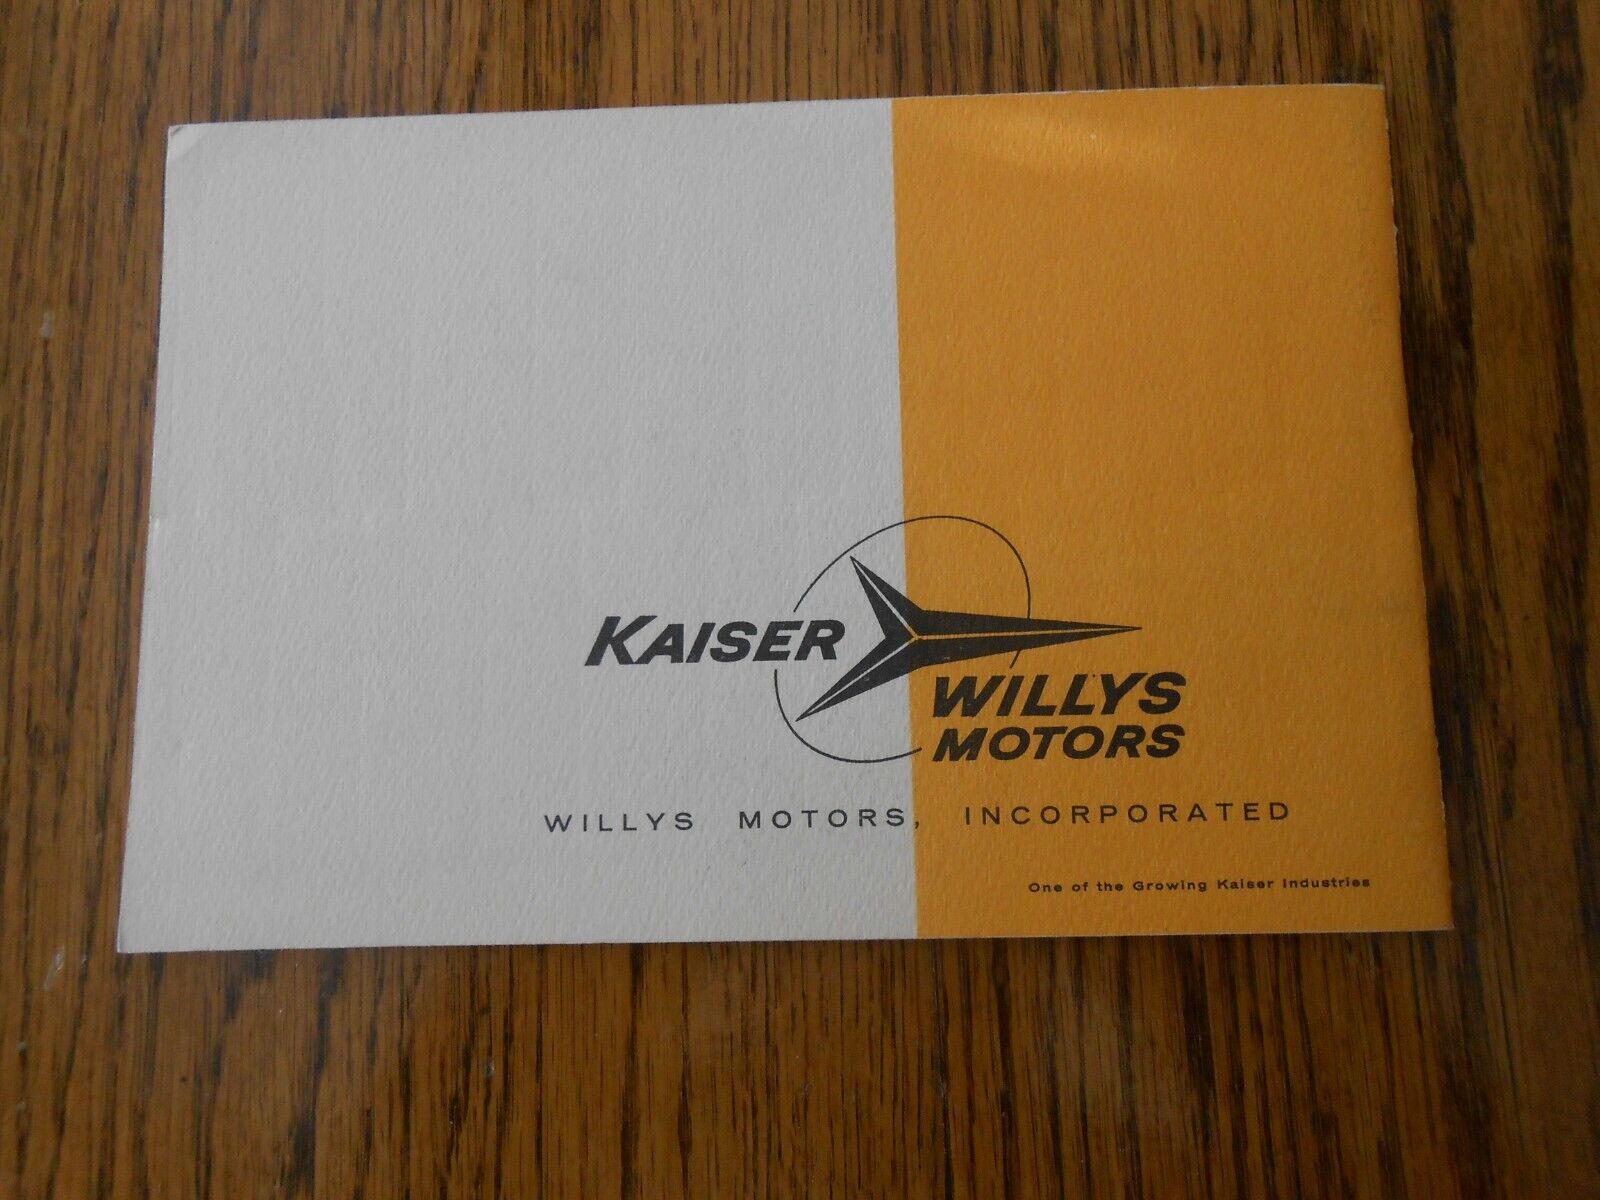 KAISER
WILLYS
MOTORS
WILLYS MOTORS, INCORPORATED
One of the Growing Kaiser Industries